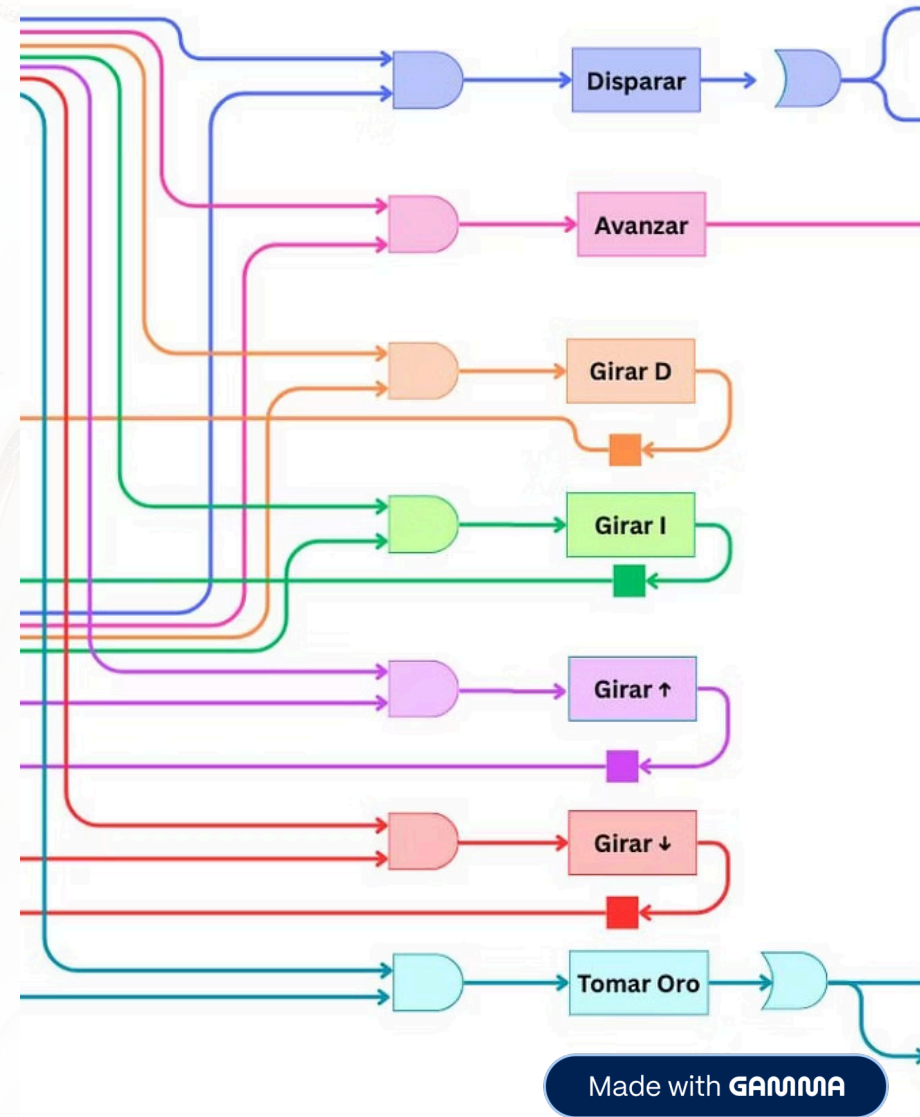 Disparar
Avanzar
Girar D
Girar I
Girar ↑
Girar ↓
Tomar Oro
Made with GAMMA